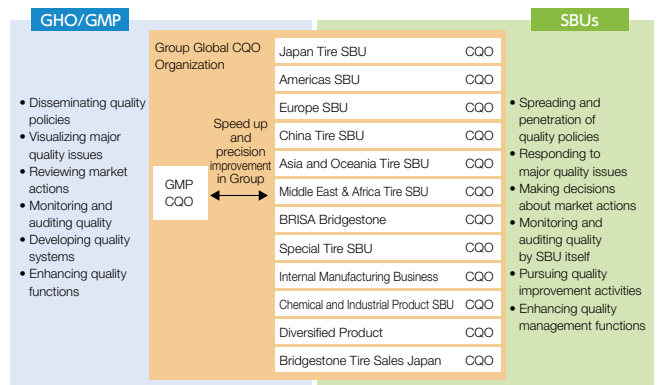 GHO/GMP
SBUs
Group Global CQO
Organization
• Disseminating quality
policies
• Visualizing major
quality issues
• Reviewing market
actions
• Monitoring and
auditing quality
• Developing quality
systems
• Enhancing quality
functions
GMP
CQO
Speed up
and
precision
improvement
in Group
Japan Tire SBU CQO
Americas SBU CQO
Europe SBU CQO
China Tire SBU CQO
Asia and Oceania Tire SBU CQO
Middle East & Africa Tire SBU CQO
BRISA Bridgestone CQO
Special Tire SBU CQO
Internal Manufacturing Business CQO
Chemical and Industrial Product SBU CQO
Diversified Product CQO
Bridgestone Tire Sales Japan CQO
• Spreading and
penetration of
quality policies
• Responding to
major quality issues
• Making decisions
about market actions
• Monitoring and
auditing quality
by SBU itself
• Pursuing quality
improvement activities
• Enhancing quality
management functions